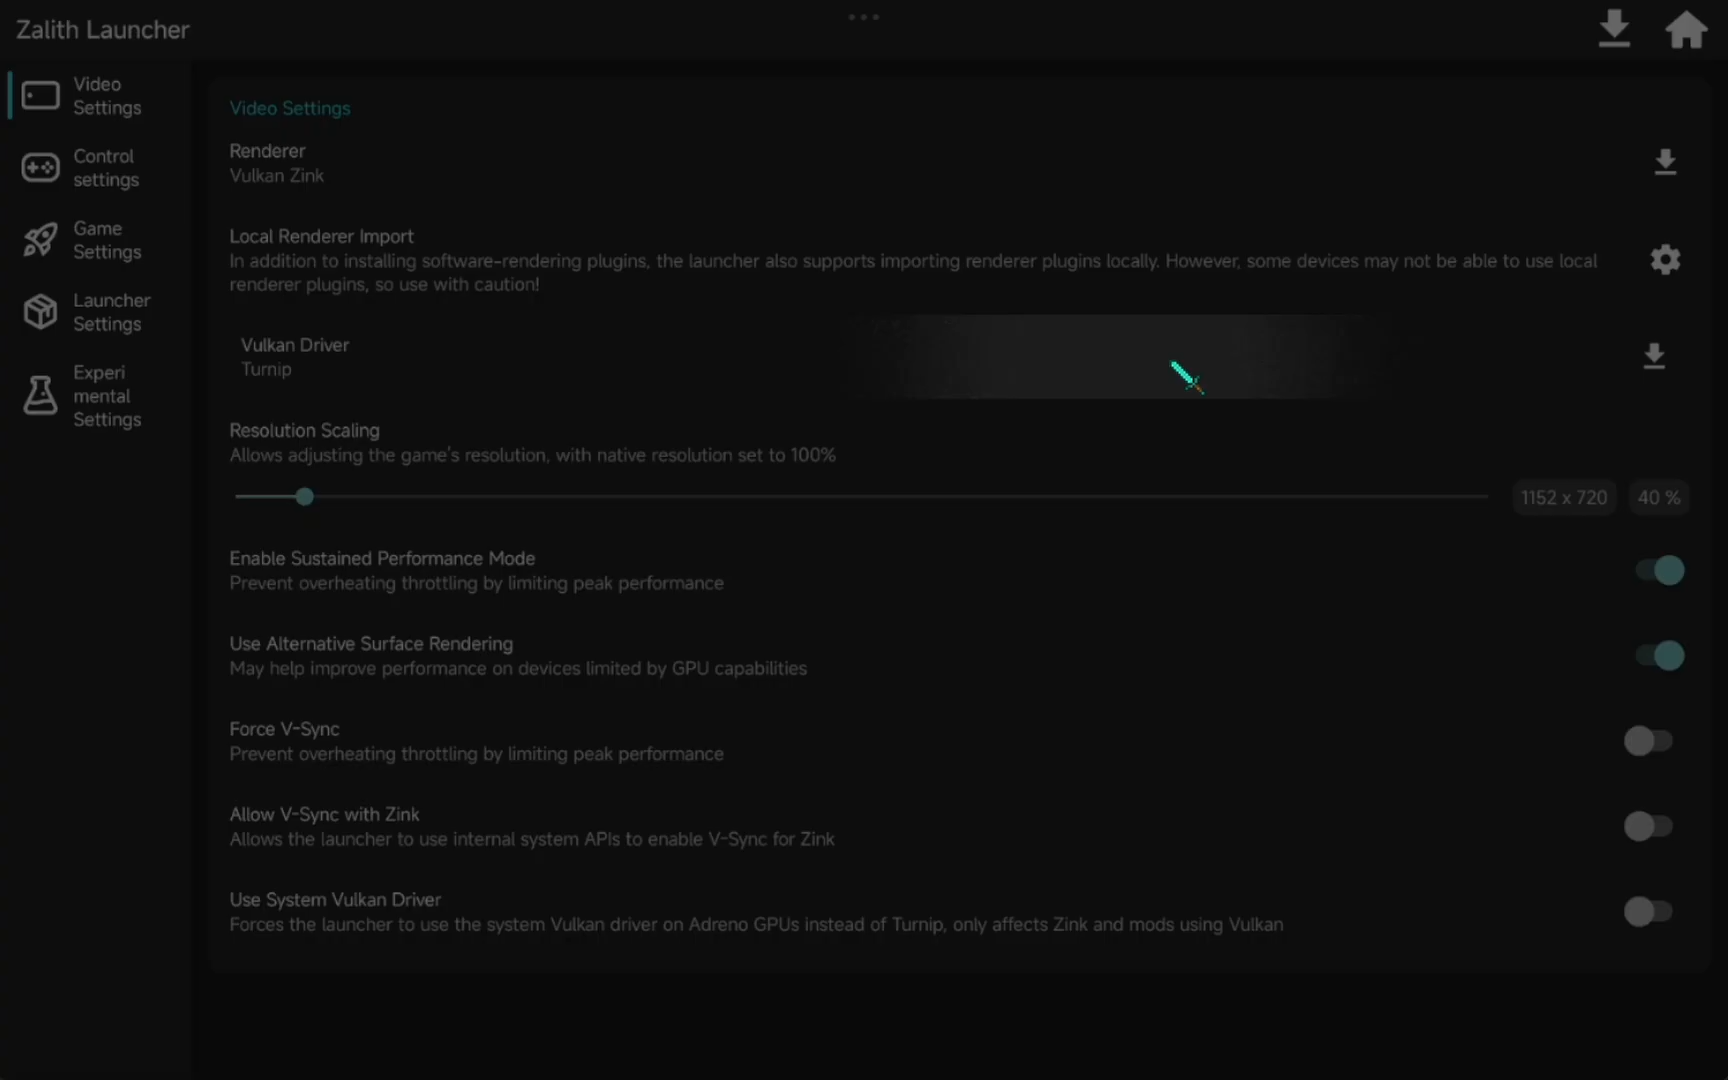 Zalith Launcher
Video
Settings
Control
settings
Game
Settings
Launcher
Settings
Experi
mental
Settings
Video Settings
Renderer
Vulkan Zink
Local Renderer Import
In addition to installing software-rendering plugins, the launcher also supports importing renderer plugins locally. However, some devices may not be able to use local
renderer plugins, so use with caution!
Vulkan Driver
Turnip
Resolution Scaling
Allows adjusting the game's resolution, with native resolution set to 100%
1152 x 720
40 %
Enable Sustained Performance Mode
Prevent overheating throttling by limiting peak performance
Use Alternative Surface Rendering
May help improve performance on devices limited by GPU capabilities
Force V-Sync
Prevent overheating throttling by limiting peak performance
Allow V-Sync with Zink
Allows the launcher to use internal system APIs to enable V-Sync for Zink
Use System Vulkan Driver
Forces the launcher to use the system Vulkan driver on Adreno GPUs instead of Turnip, only affects Zink and mods using Vulkan